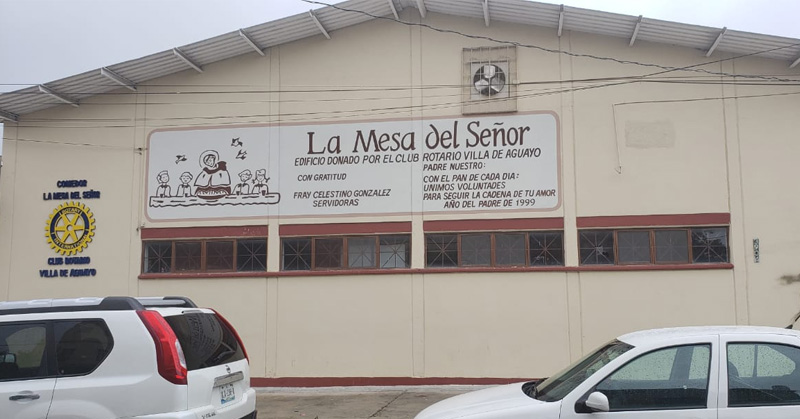 La Mesa del Señor
EDIFICIO DONADO POR EL CLUB ROTARIO VILLA DE AGUAYO
CON GRATITUD
FRAY CELESTINO GONZALEZ
SERVIDORAS
PADRE NUESTRO:
CON EL PAN DE CADA DIA:
UNIMOS VOLUNTADES
PARA SEGUIR LA CADENA DE TU AMOR
AÑO DEL PADRE DE 1999
COMEDOR
LA MESA DEL SEÑOR
ROTARY
INTERNATIONAL
CLUB ROTARIO
VILLA DE AGUAYO